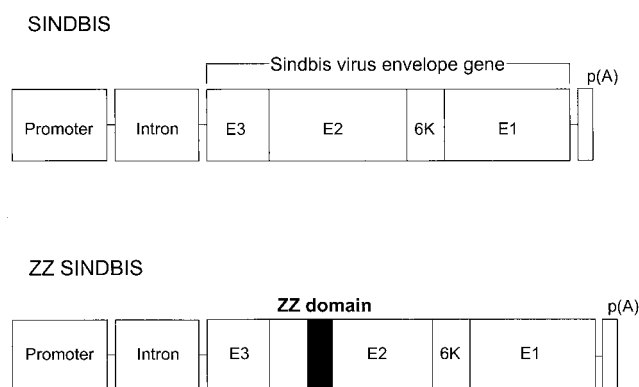 SINDBIS
Sindbis virus envelope gene
p(A)
Promoter Intron E3 E2 6K E1
ZZ SINDBIS
ZZ domain
p(A)
Promoter Intron E3 E2 6K E1